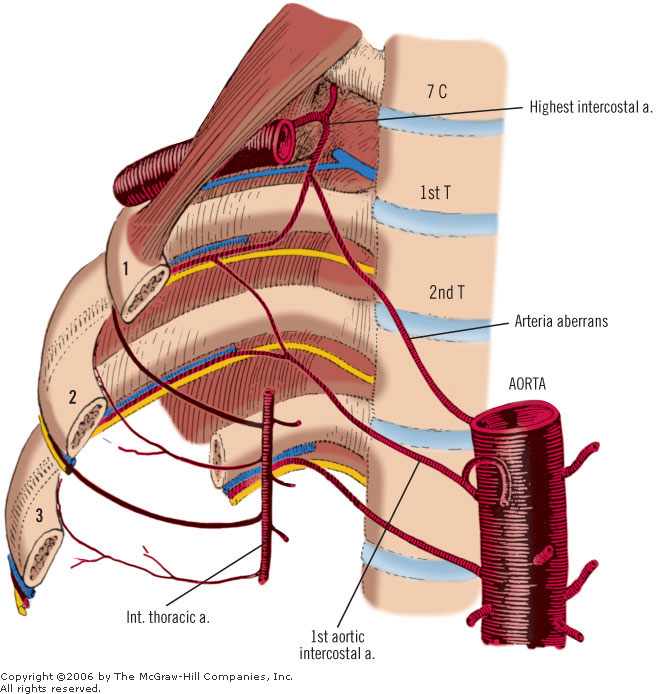 7 C
Highest intercostal a.
1st T
1
2nd T
Arteria aberrans
AORTA
2
3
Int. thoracic a.
1st aortic
intercostal a.
Copyright ©2006 by The McGraw-Hill Companies, Inc.
All rights reserved.